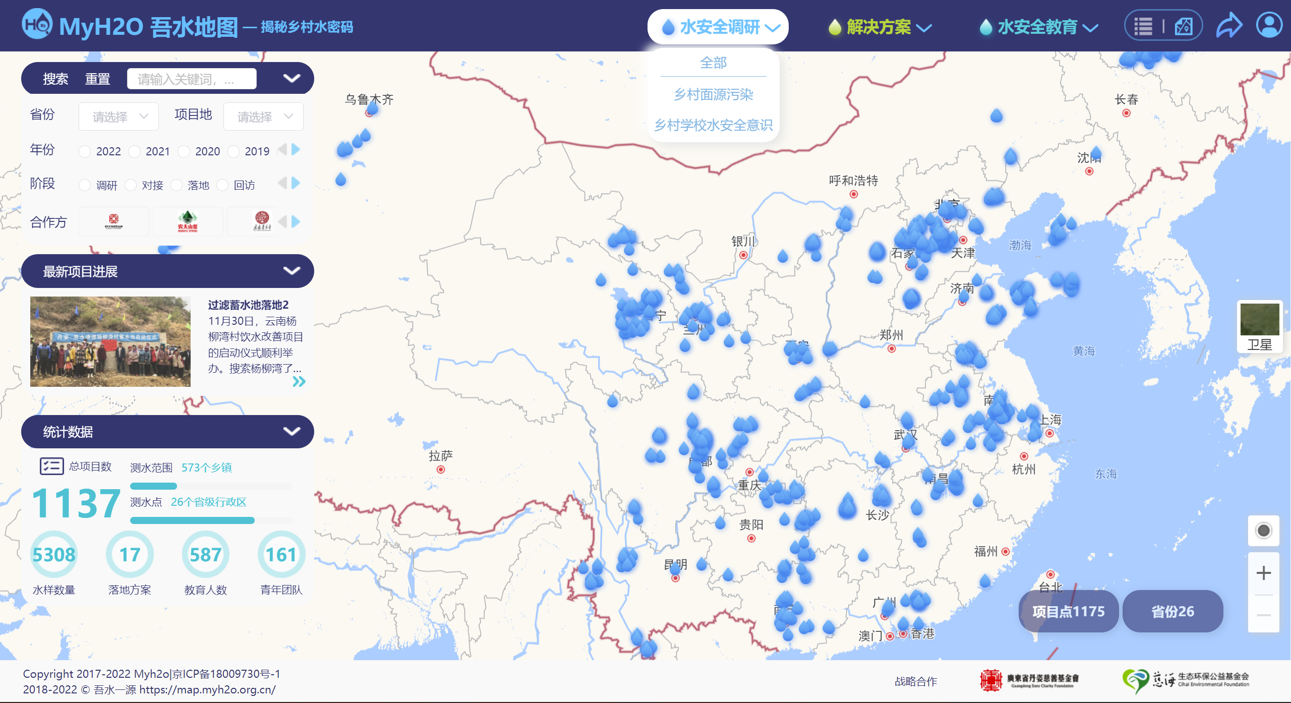 MyH2O 吾水地图 — 揭秘乡村水密码
水安全调研
解决方案
水安全教育
全部
乡村面源污染
乡村学校水安全意识
搜索 重置 请输入关键词，...
省份 请选择 项目地 请选择
年份 2022 2021 2020 2019
阶段 调研 对接 落地 回访
合作方
最新项目进展
过滤蓄水池落地2
11月30日，云南杨
柳湾村饮水改善项目
的启动仪式顺利举
办。搜索杨柳湾了...
统计数据
总项目数 测水范围 573个乡镇
1137 测水点 26个省级行政区
5308 17 587 161
水样数量 落地方案 教育人数 青年团队
乌鲁木齐
长春
沈阳
呼和浩特
北京
银川
渤海
天津
济南
郑州
黄海
卫星
上海
武汉
杭州
拉萨
东海
重庆
南昌
长沙
贵阳
福州
昆明
台北
广州
澳门
香港
项目点1175 省份26
Copyright 2017-2022 Myh2o|京ICP备18009730号-1
2018-2022 © 吾水一源 https://map.myh2o.org.cn/
战略合作
廣東省丹姿慈善基金會
Guangdong Danz Charity Foundation
慈海 生态环保公益基金会
Cihai Environmental Foundation